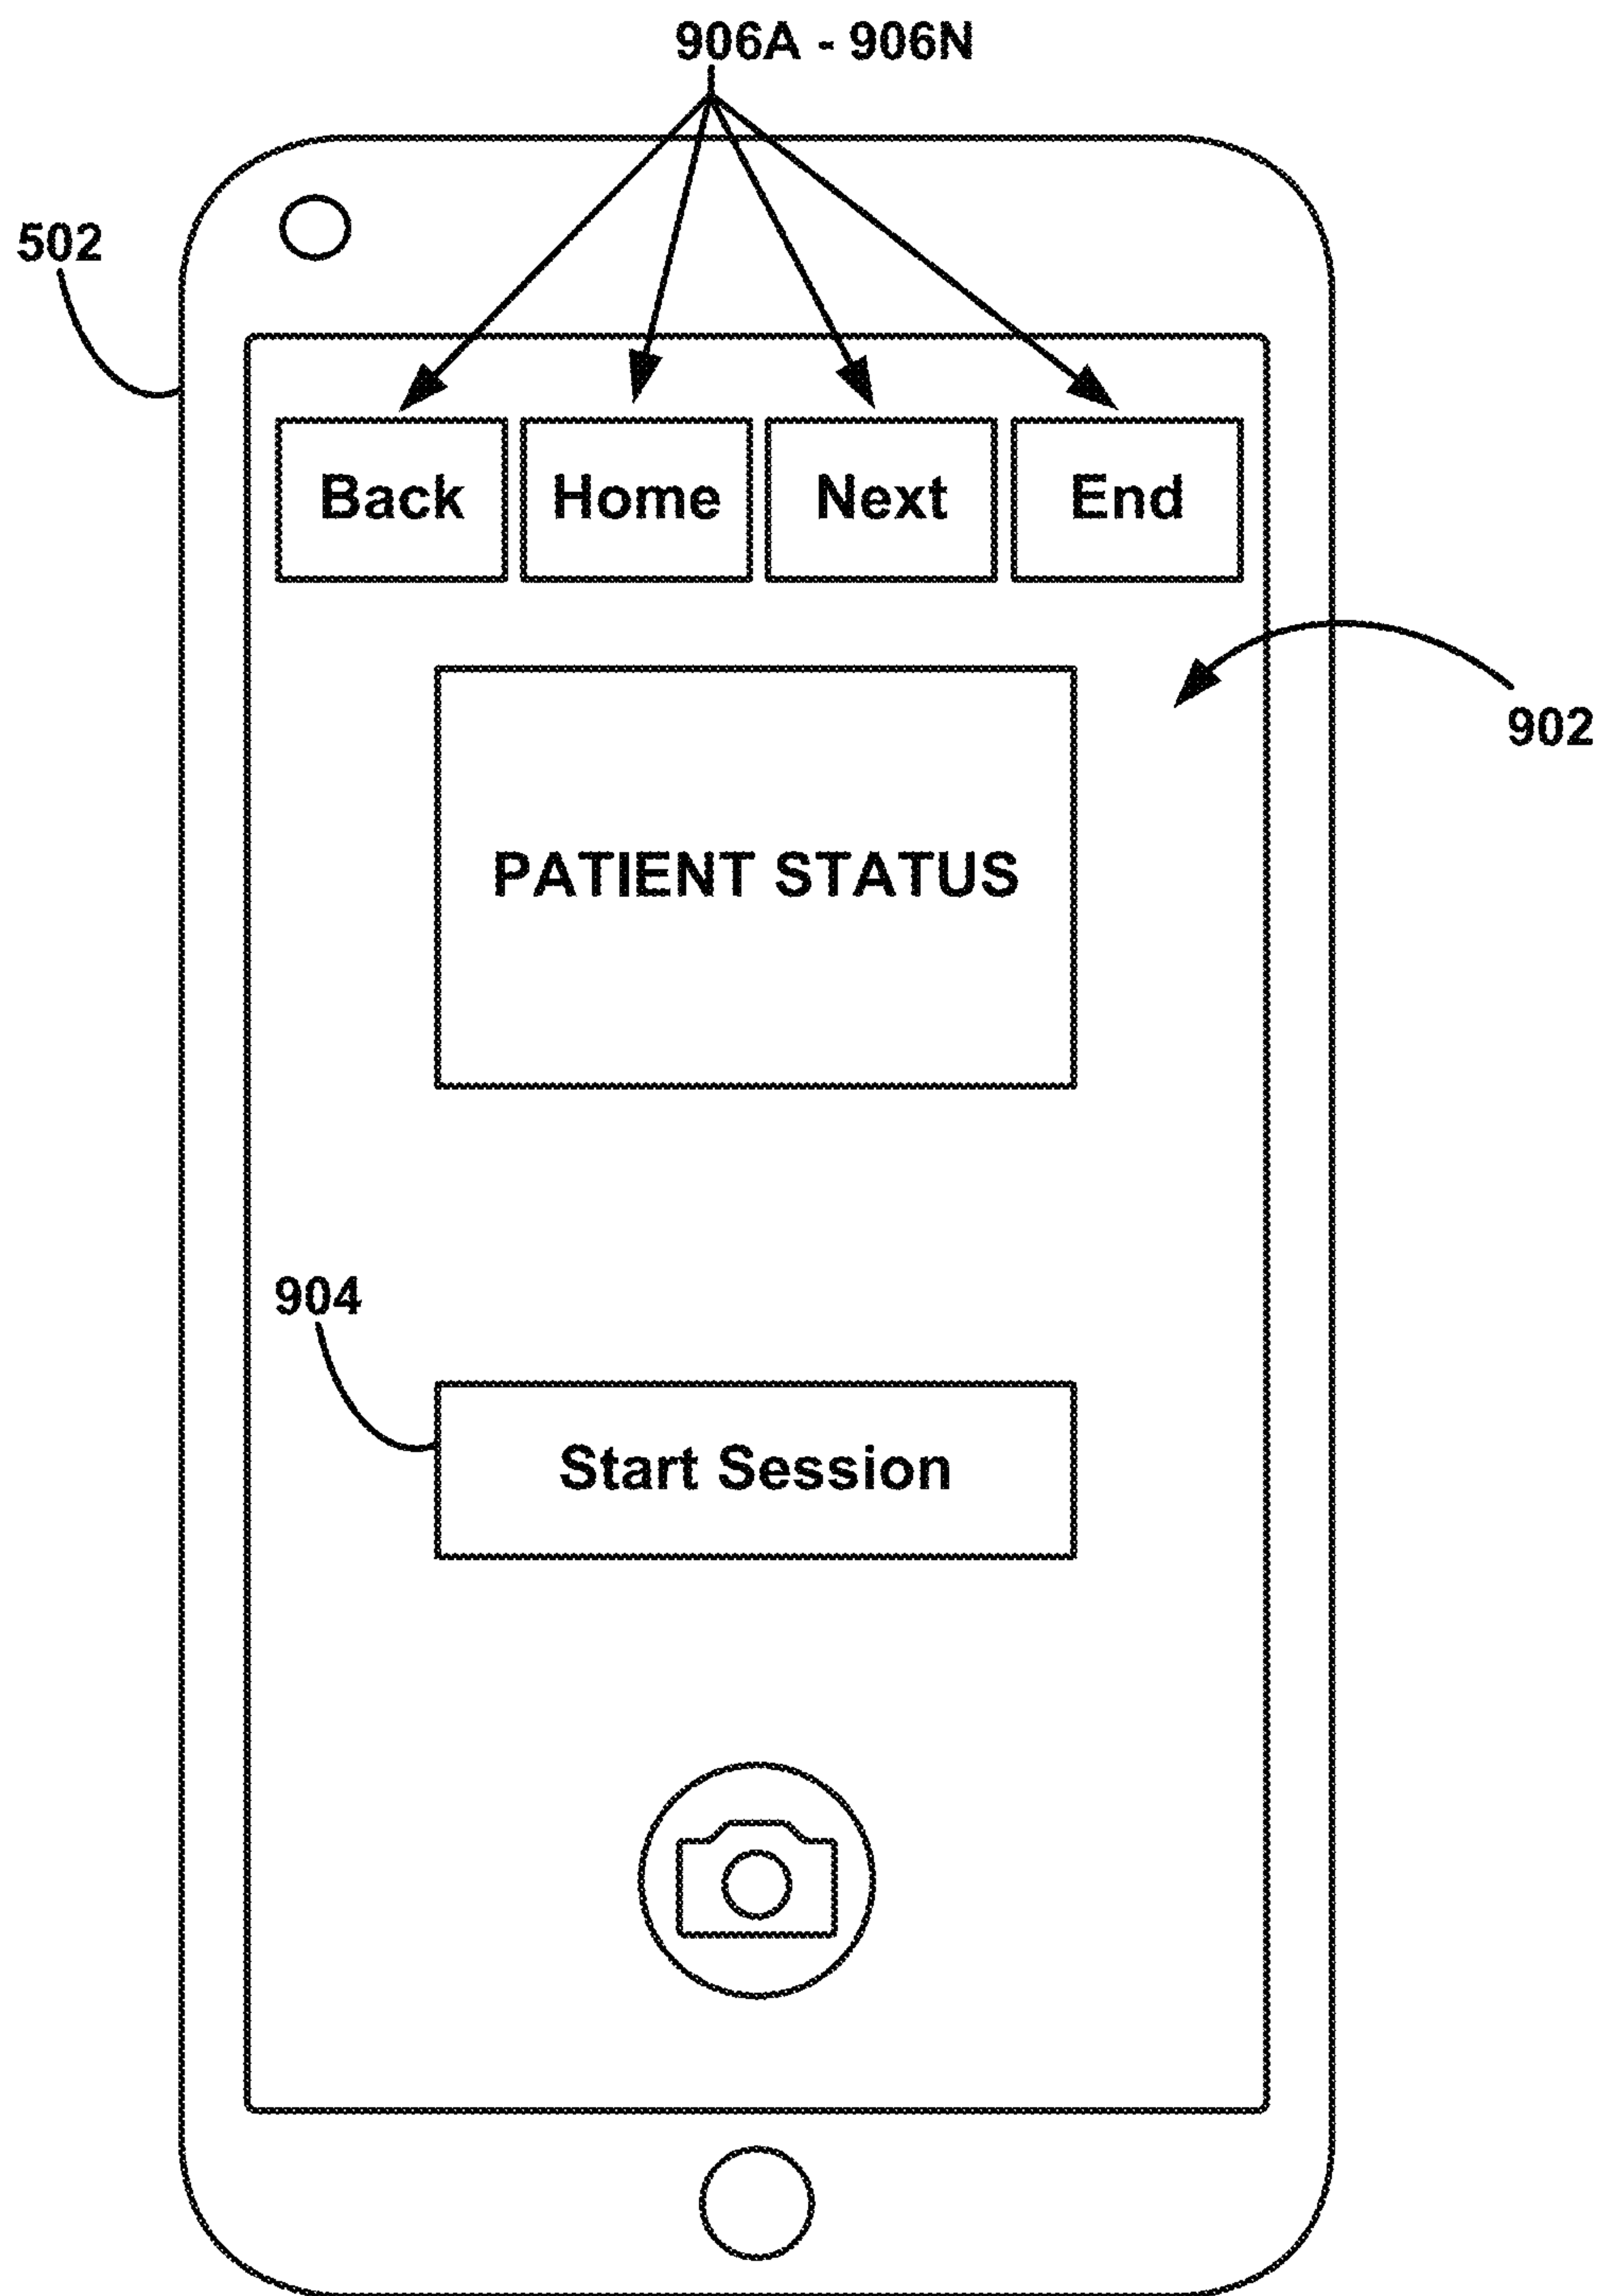 906A - 906N
502
Back Home Next End
902
PATIENT STATUS
904
Start Session